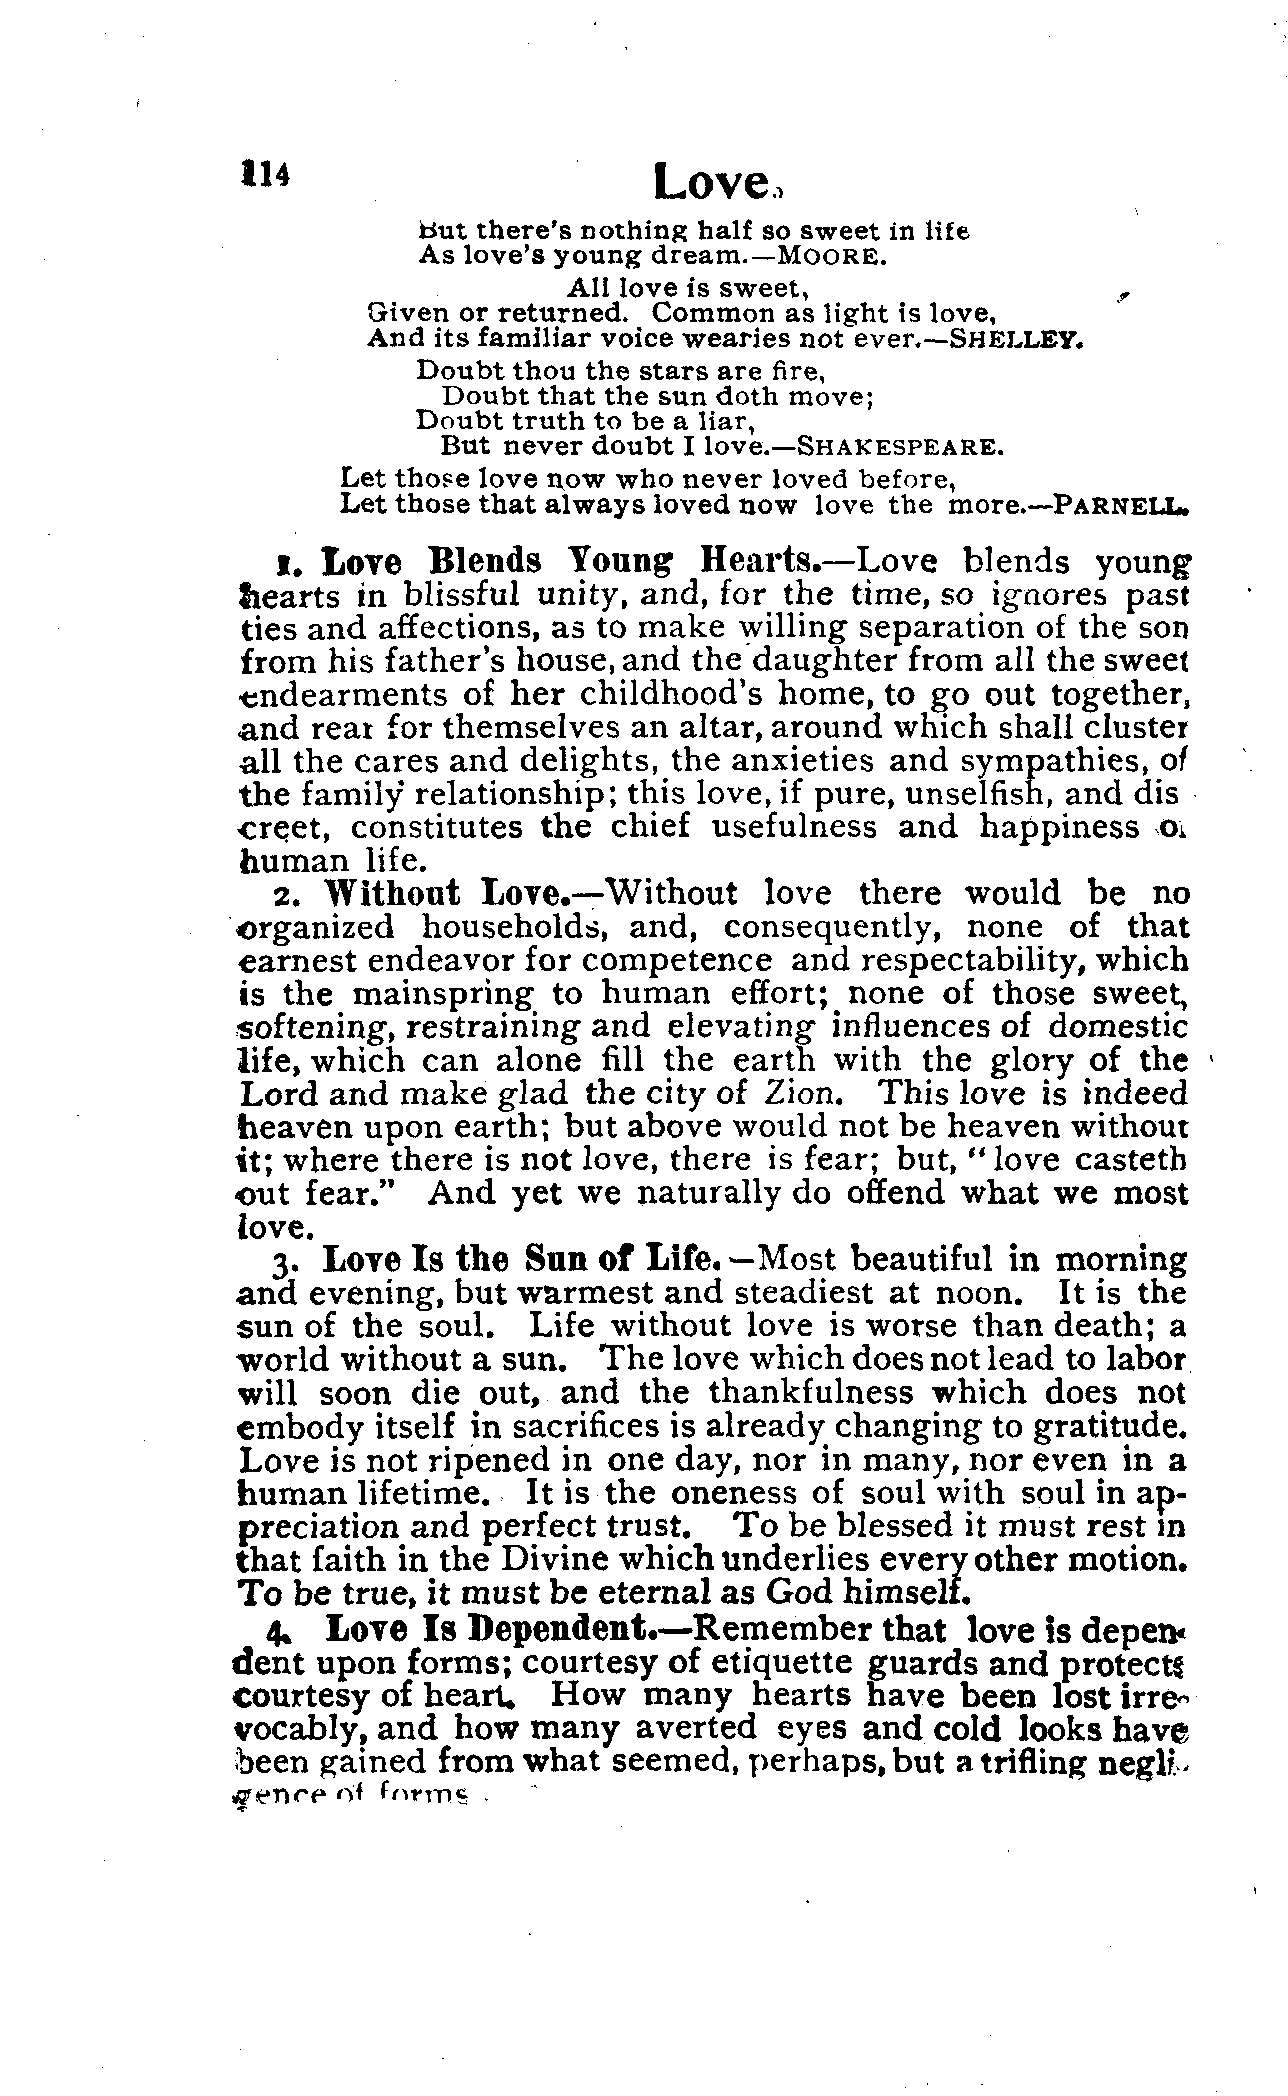 114
Love.
But there's nothing half so sweet in life
As love's young dream.—MOORE.
All love is sweet,
Given or returned. Common as light is love,
And its familiar voice wearies not ever.—SHELLEY.
Doubt thou the stars are fire,
Doubt that the sun doth move;
Doubt truth to be a liar,
But never doubt I love.—SHAKESPEARE.
Let those love now who never loved before,
Let those that always loved now love the more.—PARNELL.
1. Love Blends Young Hearts.—Love blends young
hearts in blissful unity, and, for the time, so ignores past
ties and affections, as to make willing separation of the son
from his father's house, and the daughter from all the sweet
endearments of her childhood's home, to go out together,
and rear for themselves an altar, around which shall cluster
all the cares and delights, the anxieties and sympathies, of
the family relationship; this love, if pure, unselfish, and dis
creet, constitutes the chief usefulness and happiness of
human life.
2. Without Love.—Without love there would be no
organized households, and, consequently, none of that
earnest endeavor for competence and respectability, which
is the mainspring to human effort; none of those sweet,
softening, restraining and elevating influences of domestic
life, which can alone fill the earth with the glory of the
Lord and make glad the city of Zion. This love is indeed
heaven upon earth; but above would not be heaven without
it; where there is not love, there is fear; but, "love casteth
out fear." And yet we naturally do offend what we most
love.
3. Love Is the Sun of Life.—Most beautiful in morning
and evening, but warmest and steadiest at noon. It is the
sun of the soul. Life without love is worse than death; a
world without a sun. The love which does not lead to labor
will soon die out, and the thankfulness which does not
embody itself in sacrifices is already changing to gratitude.
Love is not ripened in one day, nor in many, nor even in a
human lifetime. It is the oneness of soul with soul in ap-
preciation and perfect trust. To be blessed it must rest in
that faith in the Divine which underlies every other motion.
To be true, it must be eternal as God himself.
4. Love Is Dependent.—Remember that love is depen-
dent upon forms; courtesy of etiquette guards and protects
courtesy of heart. How many hearts have been lost irre-
vocably, and how many averted eyes and cold looks have
been gained from what seemed, perhaps, but a trifling negli-
gence of forms.